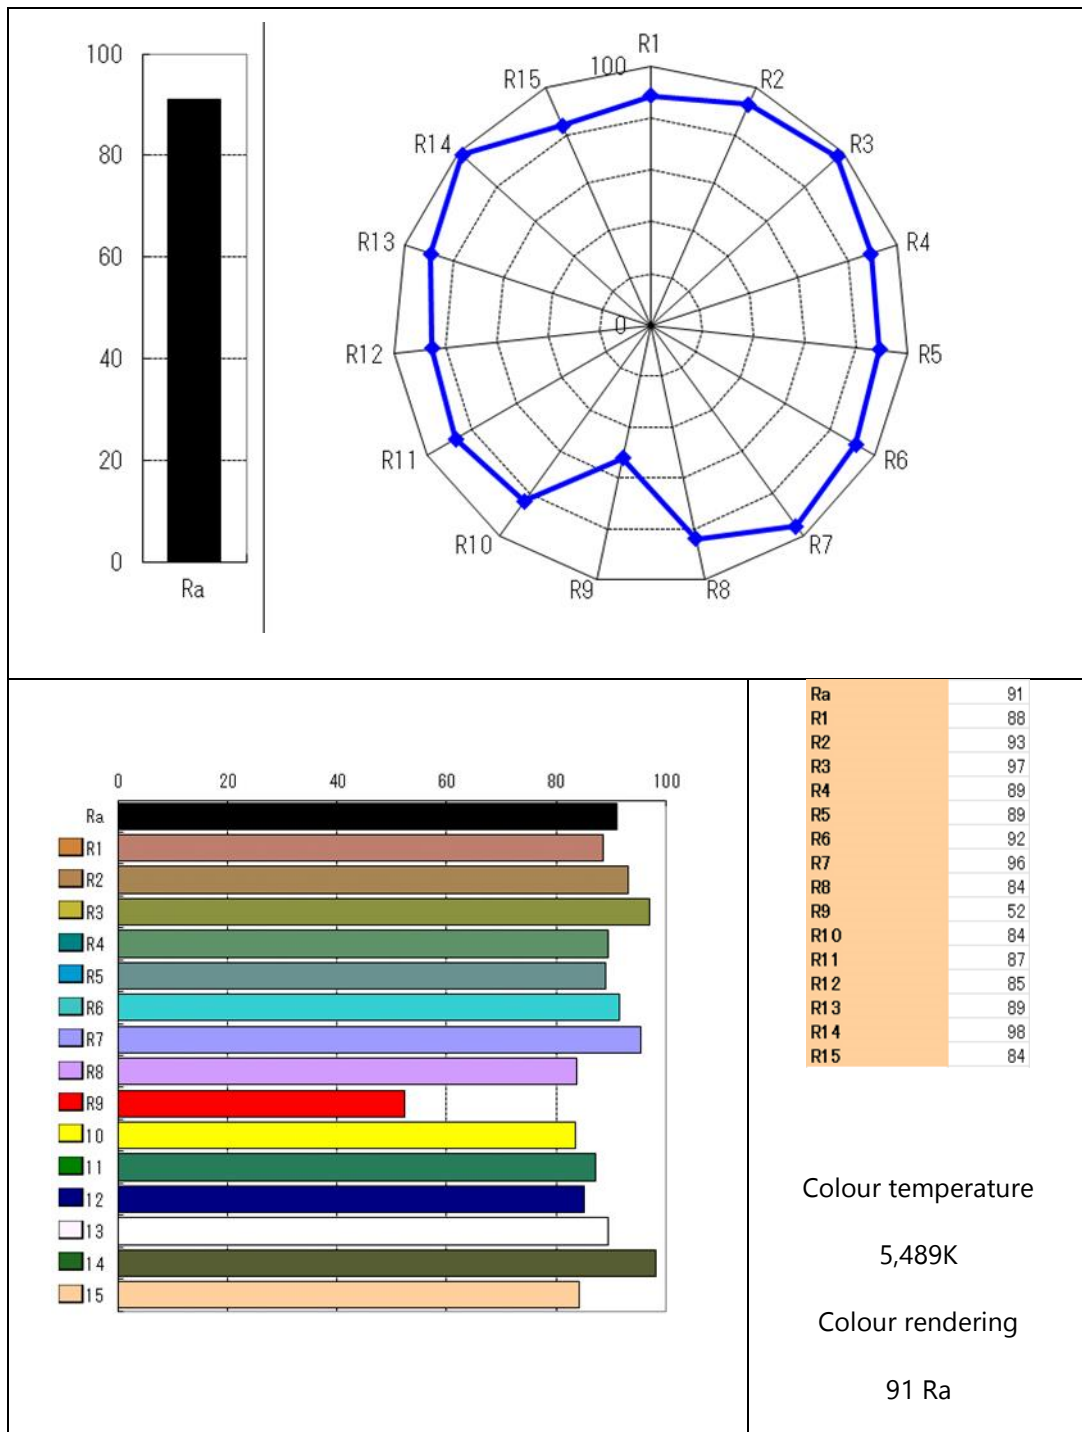 100
80
60
40
20
0
Ra
R1
100
R2
R3
R4
R5
R6
R7
R8
R9
R10
R11
R12
R13
R14
R15
0
0 20 40 60 80 100
Ra
R1
R2
R3
R4
R5
R6
R7
R8
R9
10
11
12
13
14
15
Ra 91
R1 88
R2 93
R3 97
R4 89
R5 89
R6 92
R7 96
R8 84
R9 52
R10 84
R11 87
R12 85
R13 89
R14 98
R15 84
Colour temperature
5,489K
Colour rendering
91 Ra